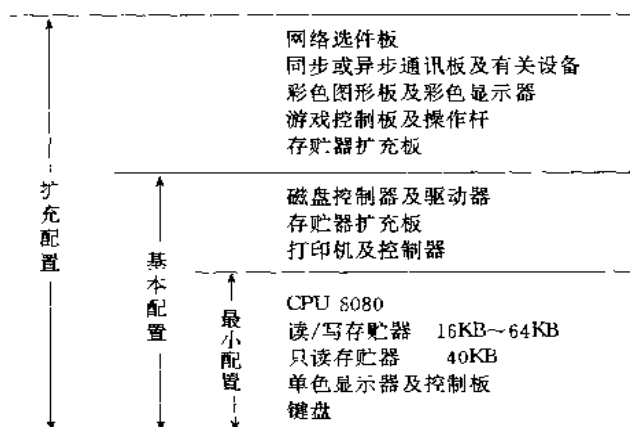 网络选件板
同步或异步通讯板及有关设备
彩色图形板及彩色显示器
游戏控制板及操作杆
存贮器扩充板
扩充配置
磁盘控制器及驱动器
存贮器扩充板
打印机及控制器
基本配置
CPU 8080
读/写存贮器 16KB~64KB
只读存贮器 40KB
单色显示器及控制板
键盘
最小配置